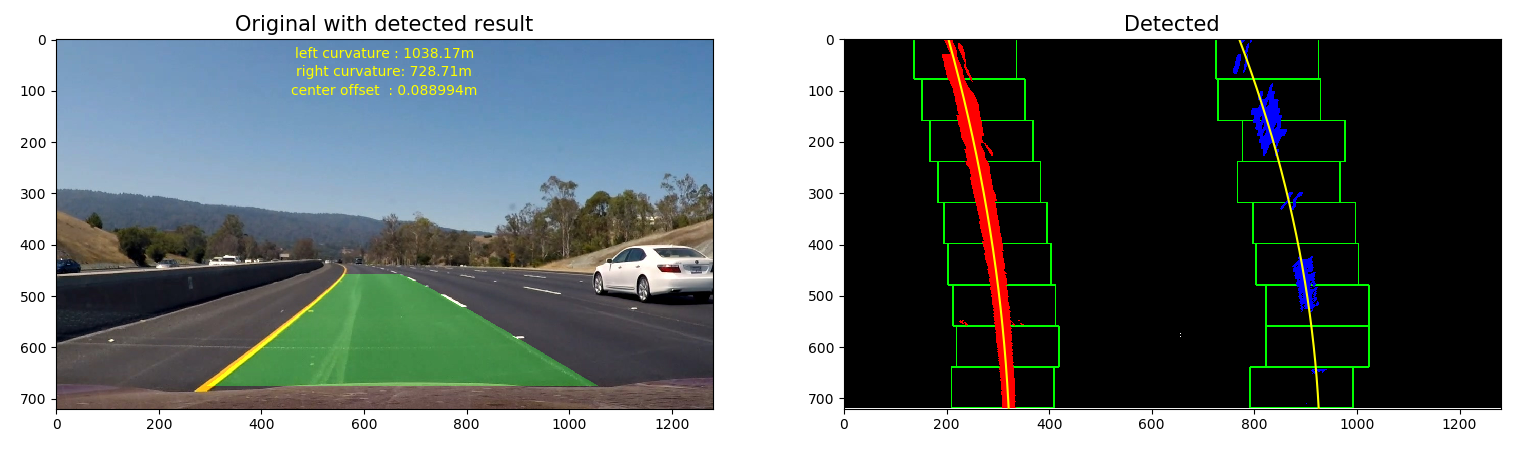 Original with detected result
left curvature : 1038.17m
right curvature: 728.71m
center offset : 0.088994m
0
100
200
300
400
500
600
700
0 200 400 600 800 1000 1200
Detected
0
100
200
300
400
500
600
700
0 200 400 600 800 1000 1200